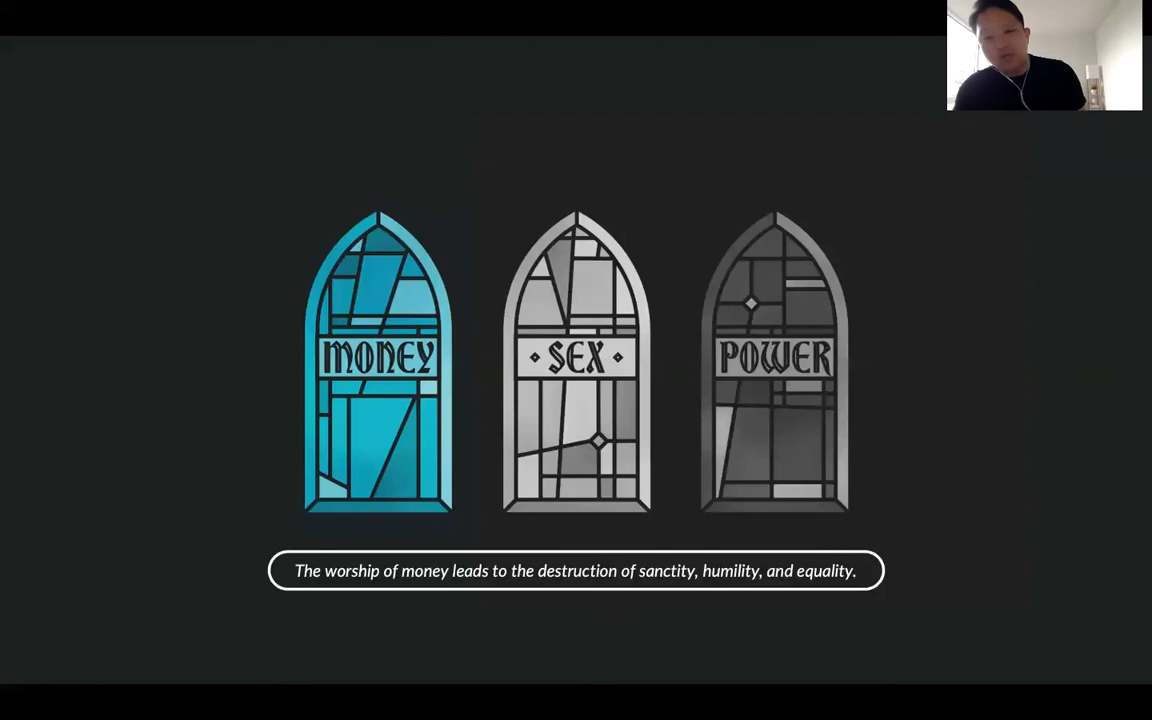 MONEY
SEX
POWER
The worship of money leads to the destruction of sanctity, humility, and equality.